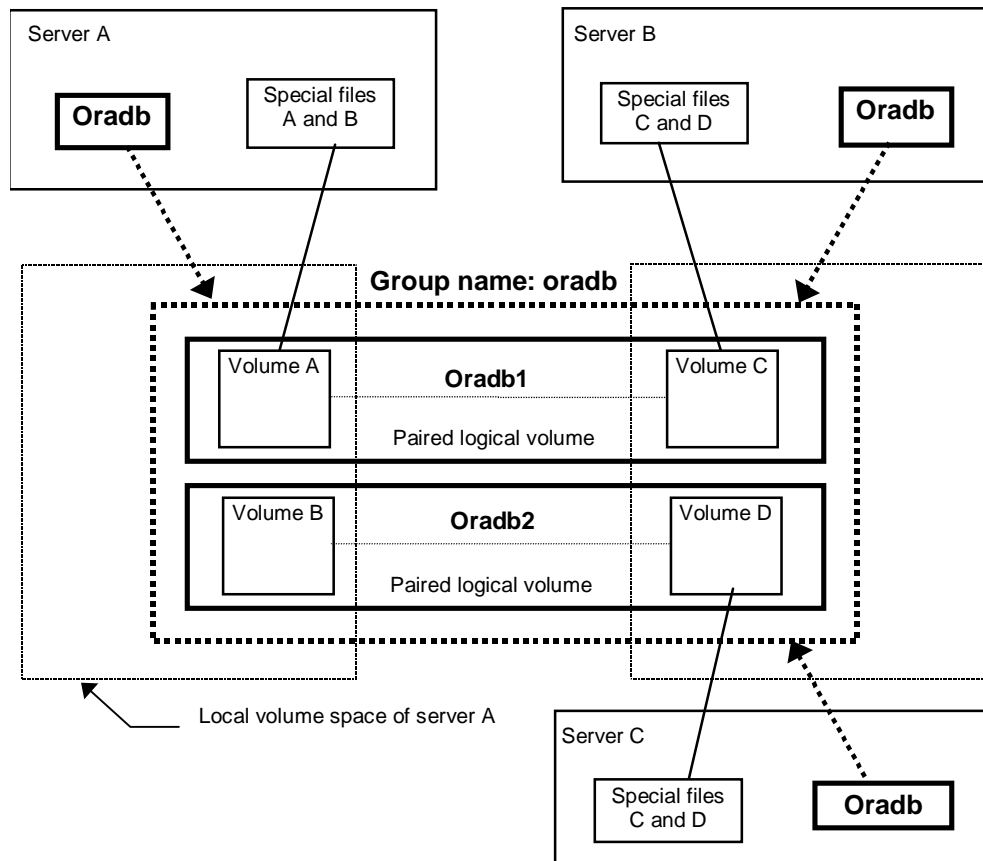 Server A
Oradb
Special files
A and B
Server B
Special files
C and D
Oradb
Group name: oradb
Volume A
Oradb1
Volume C
Paired logical volume
Volume B
Oradb2
Volume D
Paired logical volume
Local volume space of server A
Server C
Special files
C and D
Oradb